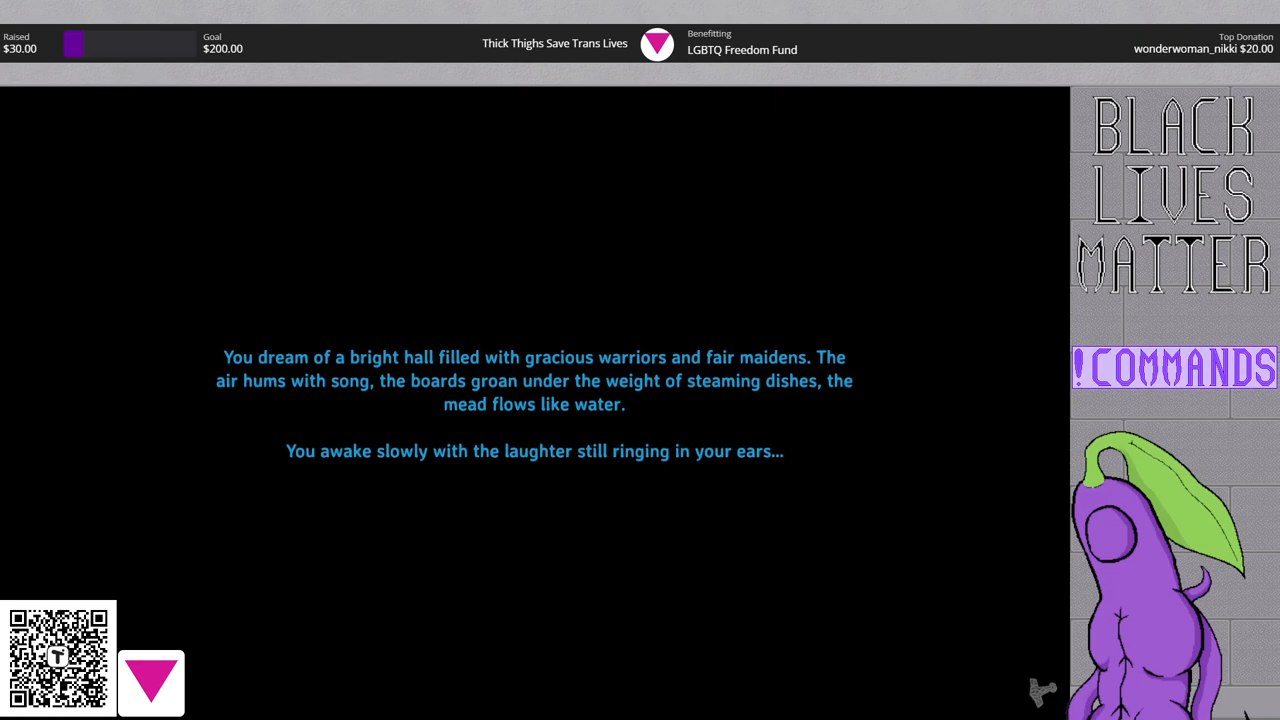 Raised
$30.00
Goal
$200.00
Thick Thighs Save Trans Lives
Benefitting
LGBTQ Freedom Fund
Top Donation
wonderwoman_nikki $20.00
BLACK
LIVES
MATTER
!COMMANDS
You dream of a bright hall filled with gracious warriors and fair maidens. The
air hums with song, the boards groan under the weight of steaming dishes, the
mead flows like water.
You awake slowly with the laughter still ringing in your ears...
T